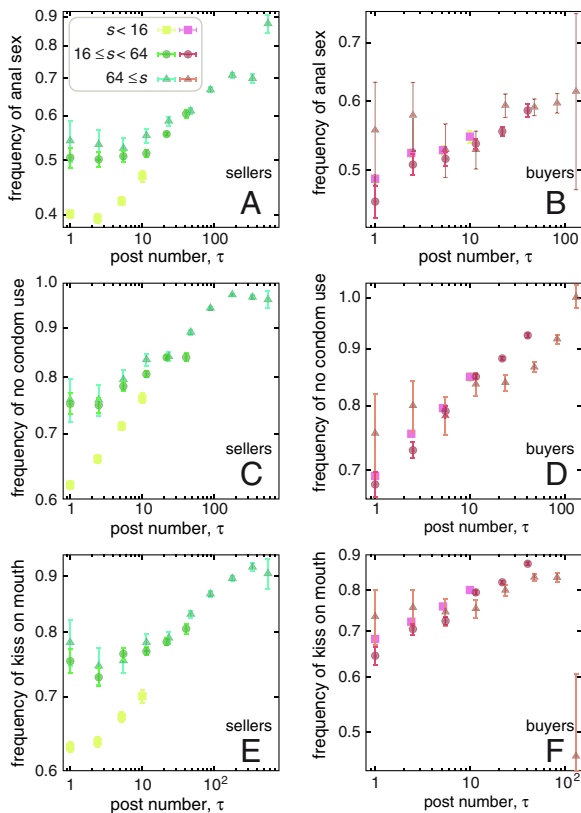 s < 16
16 ≤ s < 64
64 ≤ s
frequency of anal sex
0.9
0.8
0.7
0.6
0.5
0.4
1
10
100
sellers
A
post number, τ
frequency of anal sex
0.7
0.6
0.5
1
10
100
buyers
B
post number, τ
frequency of no condom use
1.0
0.9
0.8
0.7
0.6
1
10
10²
sellers
C
post number, τ
frequency of no condom use
1.0
0.9
0.8
0.7
1
10
100
buyers
D
post number, τ
frequency of kiss on mouth
0.9
0.8
0.7
0.6
1
10
10²
sellers
E
post number, τ
frequency of kiss on mouth
0.9
0.8
0.7
0.6
0.5
1
10
10²
buyers
F
post number, τ